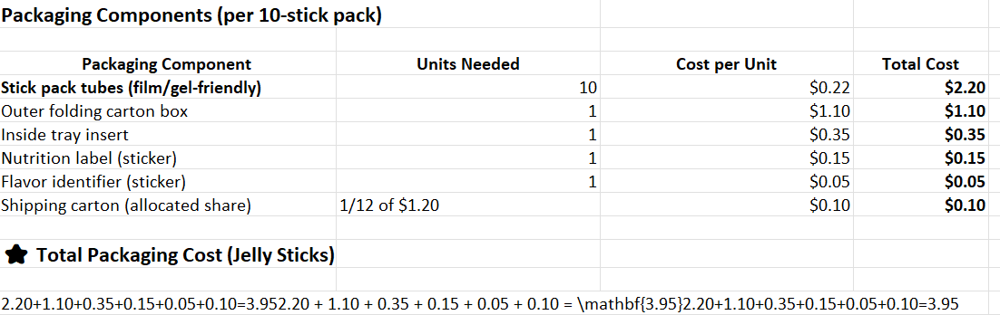 Packaging Components (per 10-stick pack)
Packaging Component Units Needed Cost per Unit Total Cost
Stick pack tubes (film/gel-friendly) 10 $0.22 $2.20
Outer folding carton box 1 $1.10 $1.10
Inside tray insert 1 $0.35 $0.35
Nutrition label (sticker) 1 $0.15 $0.15
Flavor identifier (sticker) 1 $0.05 $0.05
Shipping carton (allocated share) 1/12 of $1.20 $0.10 $0.10
★ Total Packaging Cost (Jelly Sticks)
2.20+1.10+0.35+0.15+0.05+0.10=3.952.20 + 1.10 + 0.35 + 0.15 + 0.05 + 0.10 = \mathbf{3.95}2.20+1.10+0.35+0.15+0.05+0.10=3.95